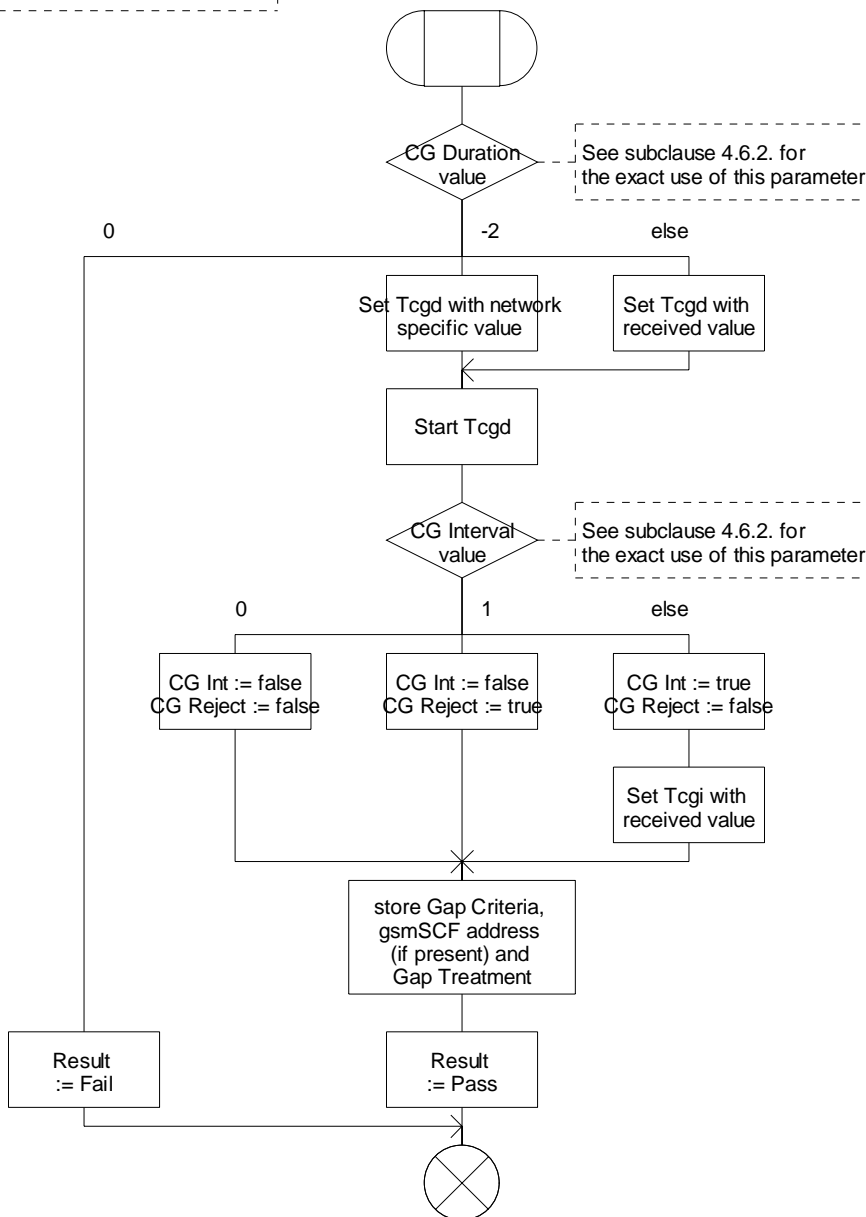 CG Duration
value
See subclause 4.6.2. for
the exact use of this parameter
0
-2
else
Set Tcgd with network
specific value
Set Tcgd with
received value
Start Tcgd
CG Interval
value
See subclause 4.6.2. for
the exact use of this parameter
0
1
else
CG Int := false
CG Reject := false
CG Int := false
CG Reject := true
CG Int := true
CG Reject := false
Set Tcgi with
received value
store Gap Criteria,
gsmSCF address
(if present) and
Gap Treatment
Result
:= Fail
Result
:= Pass